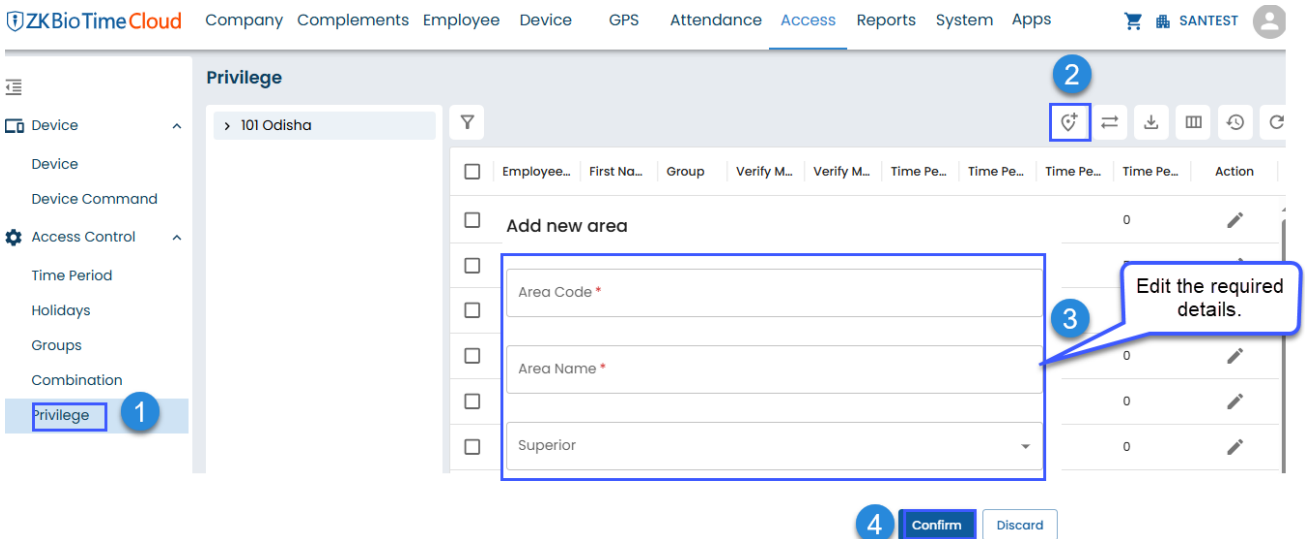 ZKBioTime Cloud Company Complements Employee Device GPS Attendance Access Reports System Apps SANTEST
Privilege
2
Device
101 Odisha
Device
Employee... First Na... Group Verify M... Verify M... Time Pe... Time Pe... Time Pe... Time Pe... Action
Device Command
Access Control
Add new area
0
Time Period
Area Code *
Edit the required
details.
Holidays
3
Groups
Area Name *
0
Combination
Privilege
1
0
Superior
0
4
Confirm Discard